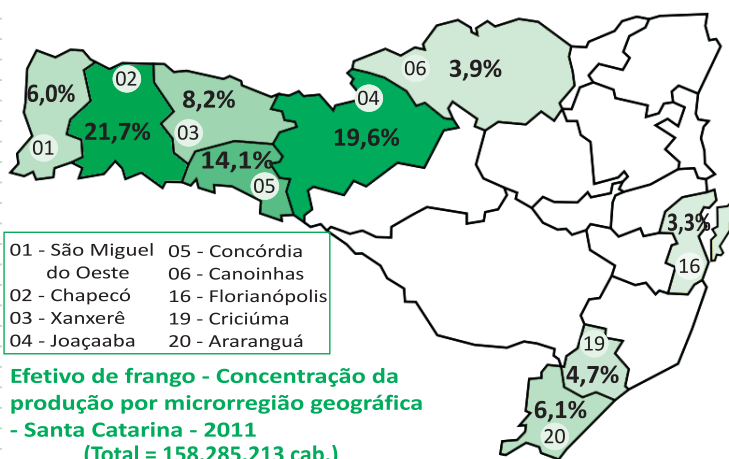 06
3,9%
02
6,0%
8,2%
04
21,7%
03
19,6%
01
14,1%
05
3,3%
16
01 - São Miguel
do Oeste
02 - Chapecó
03 - Xanxerê
04 - Joaçaaba
05 - Concórdia
06 - Canoinhas
16 - Florianópolis
19 - Criciúma
20 - Araranguá
19
4,7%
6,1%
20
Efetivo de frango - Concentração da
produção por microrregião geográfica
- Santa Catarina - 2011
(Total = 158.285.213 cab.)